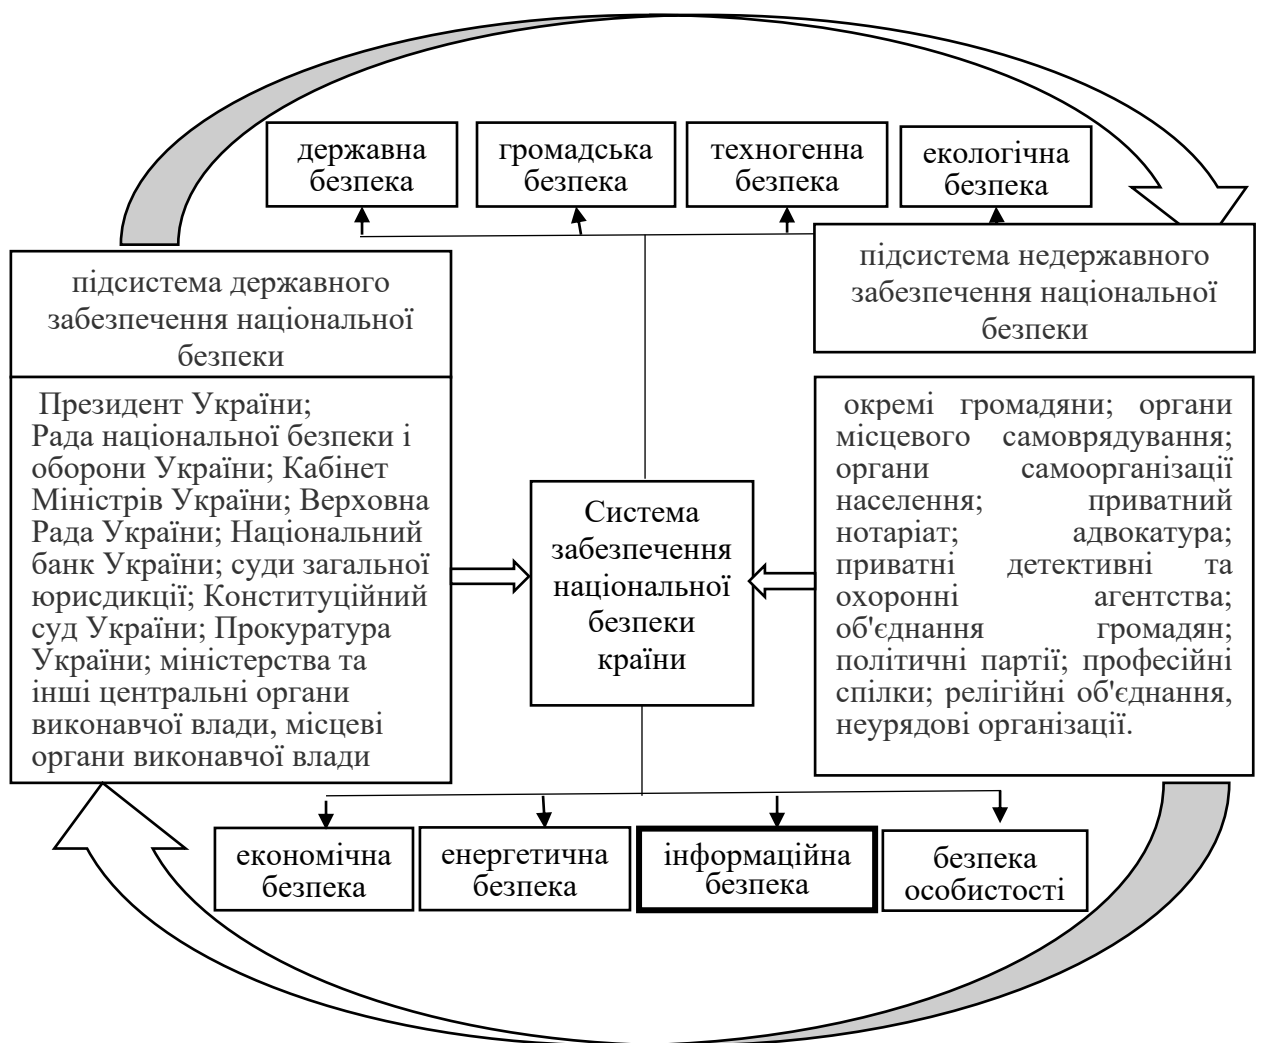 державна
безпека
громадська
безпека
техногенна
безпека
екологічна
безпека
підсистема державного
забезпечення національної
безпеки
підсистема недержавного
забезпечення національної
безпеки
Президент України;
Рада національної безпеки і
оборони України; Кабінет
Міністрів України; Верховна
Рада України; Національний
банк України; суди загальної
юрисдикції; Конституційний
суд України; Прокуратура
України; міністерства та
інші центральні органи
виконавчої влади, місцеві
органи виконавчої влади
Система
забезпечення
національної
безпеки
країни
окремі громадяни; органи
місцевого самоврядування;
органи самоорганізації
населення; приватний
нотаріат; адвокатура;
приватні детективні та
охоронні агентства;
об'єднання громадян;
політичні партії; професійні
спілки; релігійні об'єднання,
неурядові організації.
економічна
безпека
енергетична
безпека
інформаційна
безпека
безпека
особистості